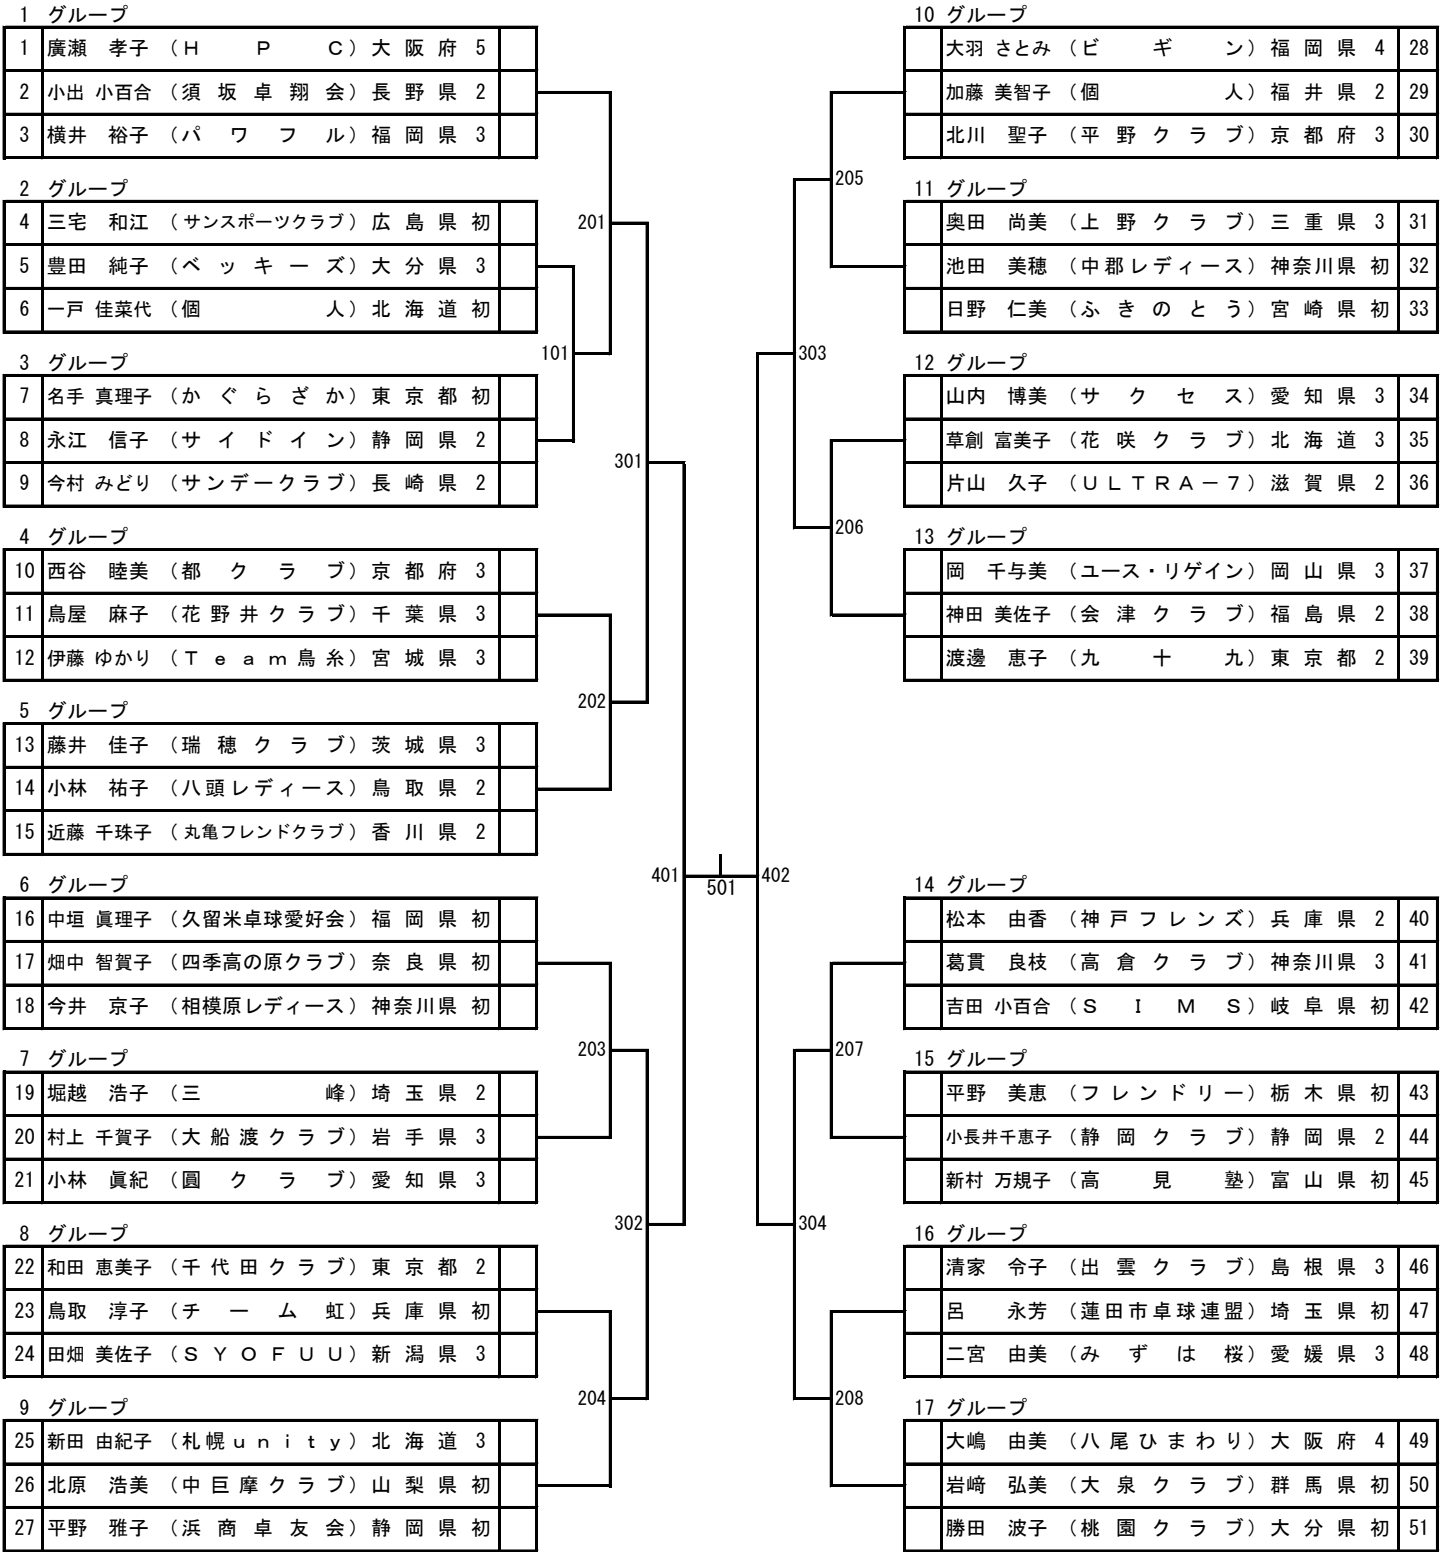 1 グループ
1 廣瀬 孝子 （Ｈ Ｐ Ｃ）大 阪 府 5
2 小出 小百合 （須 坂 卓 翔 会）長 野 県 2
3 横井 裕子 （パ ワ フ ル）福 岡 県 3
2 グループ
4 三宅 和江 （サンスポーツクラブ）広 島 県 初
5 豊田 純子 （ベ ッ キ ー ズ）大 分 県 3
6 一戸 佳菜代 （個 人）北 海 道 初
3 グループ
7 名手 真理子 （か ぐ ら ざ か）東 京 都 初
8 永江 信子 （サ イ ド イ ン）静 岡 県 2
9 今村 みどり （サンデークラブ）長 崎 県 2
4 グループ
10 西谷 睦美 （都 ク ラ ブ）京 都 府 3
11 鳥屋 麻子 （花 野 井 ク ラ ブ）千 葉 県 3
12 伊藤 ゆかり （Ｔ ｅ ａ ｍ 鳥 糸）宮 城 県 3
5 グループ
13 藤井 佳子 （瑞 穂 ク ラ ブ）茨 城 県 3
14 小林 祐子 （八頭レディース）鳥 取 県 2
15 近藤 千珠子 （丸亀フレンドクラブ）香 川 県 2
6 グループ
16 中垣 眞理子 （久留米卓球愛好会）福 岡 県 初
17 畑中 智賀子 （四季高の原クラブ）奈 良 県 初
18 今井 京子 （相模原レディース）神奈川県 初
7 グループ
19 堀越 浩子 （三 峰）埼 玉 県 2
20 村上 千賀子 （大 船 渡 ク ラ ブ）岩 手 県 3
21 小林 眞紀 （圓 ク ラ ブ）愛 知 県 3
8 グループ
22 和田 恵美子 （千 代 田 ク ラ ブ）東 京 都 2
23 鳥取 淳子 （チ ー ム 虹）兵 庫 県 初
24 田畑 美佐子 （Ｓ Ｙ Ｏ Ｆ Ｕ Ｕ）新 潟 県 3
9 グループ
25 新田 由紀子 （札 幌 ｕ ｎ ｉ ｔ ｙ）北 海 道 3
26 北原 浩美 （中 巨 摩 ク ラ ブ）山 梨 県 初
27 平野 雅子 （浜 商 卓 友 会）静 岡 県 初
201
101
301
202
203
302
204
401
501
402
205
303
206
207
304
208
10 グループ
大羽 さとみ （ビ ギ ン）福 岡 県 4 28
加藤 美智子 （個 人）福 井 県 2 29
北川 聖子 （平 野 ク ラ ブ）京 都 府 3 30
11 グループ
奥田 尚美 （上 野 ク ラ ブ）三 重 県 3 31
池田 美穂 （中郡レディース）神奈川県 初 32
日野 仁美 （ふ き の と う）宮 崎 県 初 33
12 グループ
山内 博美 （サ ク セ ス）愛 知 県 3 34
草創 富美子 （花 咲 ク ラ ブ）北 海 道 3 35
片山 久子 （Ｕ Ｌ Ｔ Ｒ Ａ － ７）滋 賀 県 2 36
13 グループ
岡 千与美 （ユース・リゲイン）岡 山 県 3 37
神田 美佐子 （会 津 ク ラ ブ）福 島 県 2 38
渡邊 恵子 （九 十 九）東 京 都 2 39
14 グループ
松本 由香 （神 戸 フ レ ン ズ）兵 庫 県 2 40
葛貫 良枝 （高 倉 ク ラ ブ）神奈川県 3 41
吉田 小百合 （Ｓ Ｉ Ｍ Ｓ）岐 阜 県 初 42
15 グループ
平野 美恵 （フ レ ン ド リ ー）栃 木 県 初 43
小長井千恵子 （静 岡 ク ラ ブ）静 岡 県 2 44
新村 万規子 （高 見 塾）富 山 県 初 45
16 グループ
清家 令子 （出 雲 ク ラ ブ）島 根 県 3 46
呂 永芳 （蓮田市卓球連盟）埼 玉 県 初 47
二宮 由美 （み ず は 桜）愛 媛 県 3 48
17 グループ
大嶋 由美 （八 尾 ひ ま わ り）大 阪 府 4 49
岩﨑 弘美 （大 泉 ク ラ ブ）群 馬 県 初 50
勝田 波子 （桃 園 ク ラ ブ）大 分 県 初 51